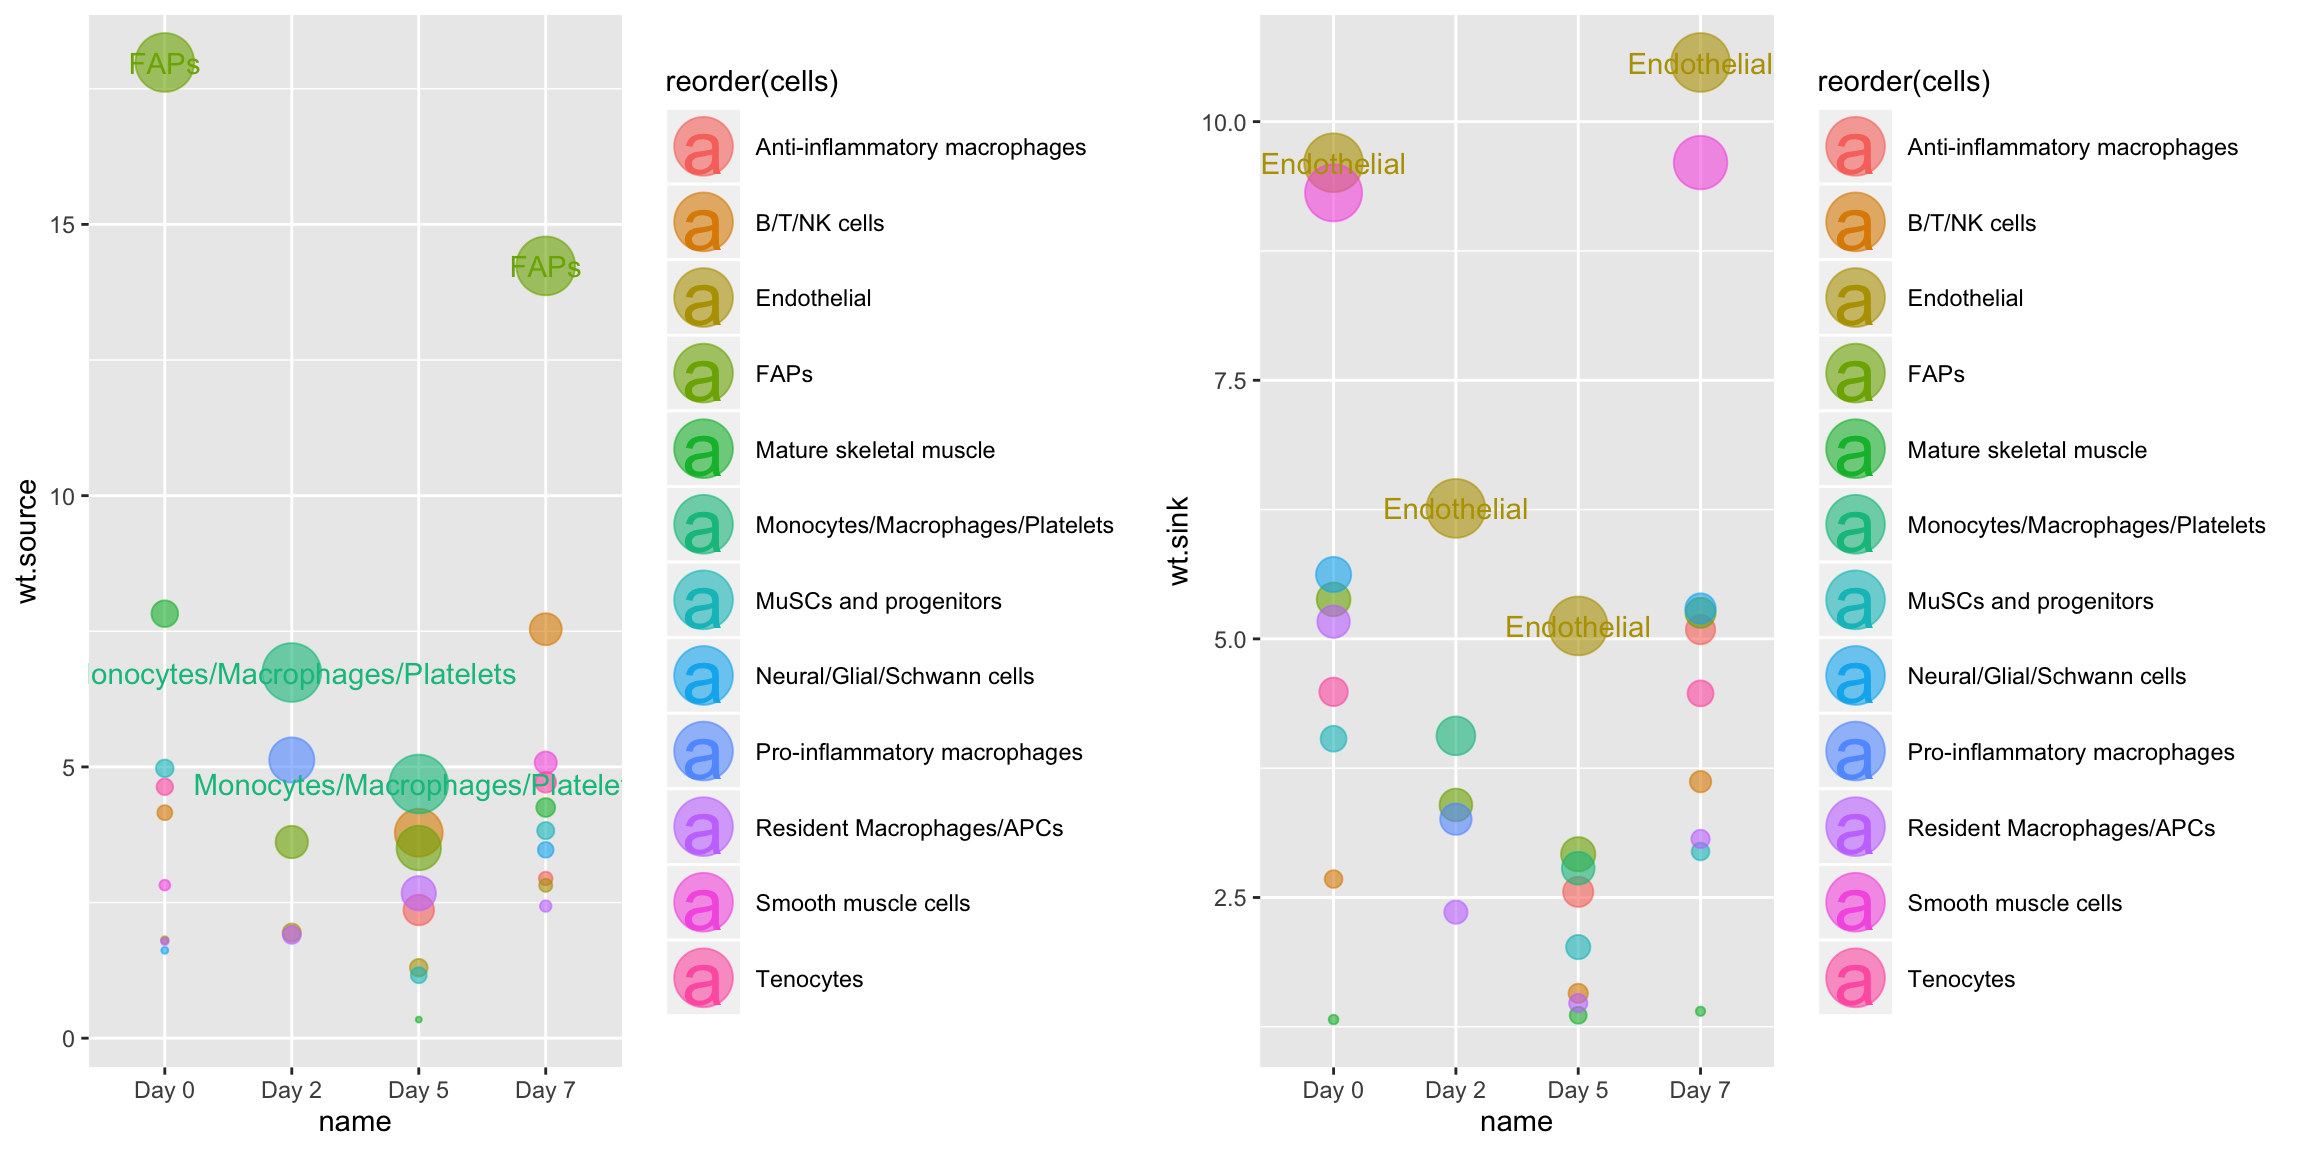 wt.source
15
10
5
0
FAPs
FAPs
onocytes/Macrophages/Platelets
Monocytes/Macrophages/Platelet
Day 0
Day 2
Day 5
Day 7
name
reorder(cells)
a Anti-inflammatory macrophages
a B/T/NK cells
a Endothelial
a FAPs
a Mature skeletal muscle
a Monocytes/Macrophages/Platelets
a MuSCs and progenitors
a Neural/Glial/Schwann cells
a Pro-inflammatory macrophages
a Resident Macrophages/APCs
a Smooth muscle cells
a Tenocytes
wt.sink
10.0
7.5
5.0
2.5
Endothelial
Endothelial
Endothelial
Endothelial
Day 0
Day 2
Day 5
Day 7
name
reorder(cells)
a Anti-inflammatory macrophages
a B/T/NK cells
a Endothelial
a FAPs
a Mature skeletal muscle
a Monocytes/Macrophages/Platelets
a MuSCs and progenitors
a Neural/Glial/Schwann cells
a Pro-inflammatory macrophages
a Resident Macrophages/APCs
a Smooth muscle cells
a Tenocytes